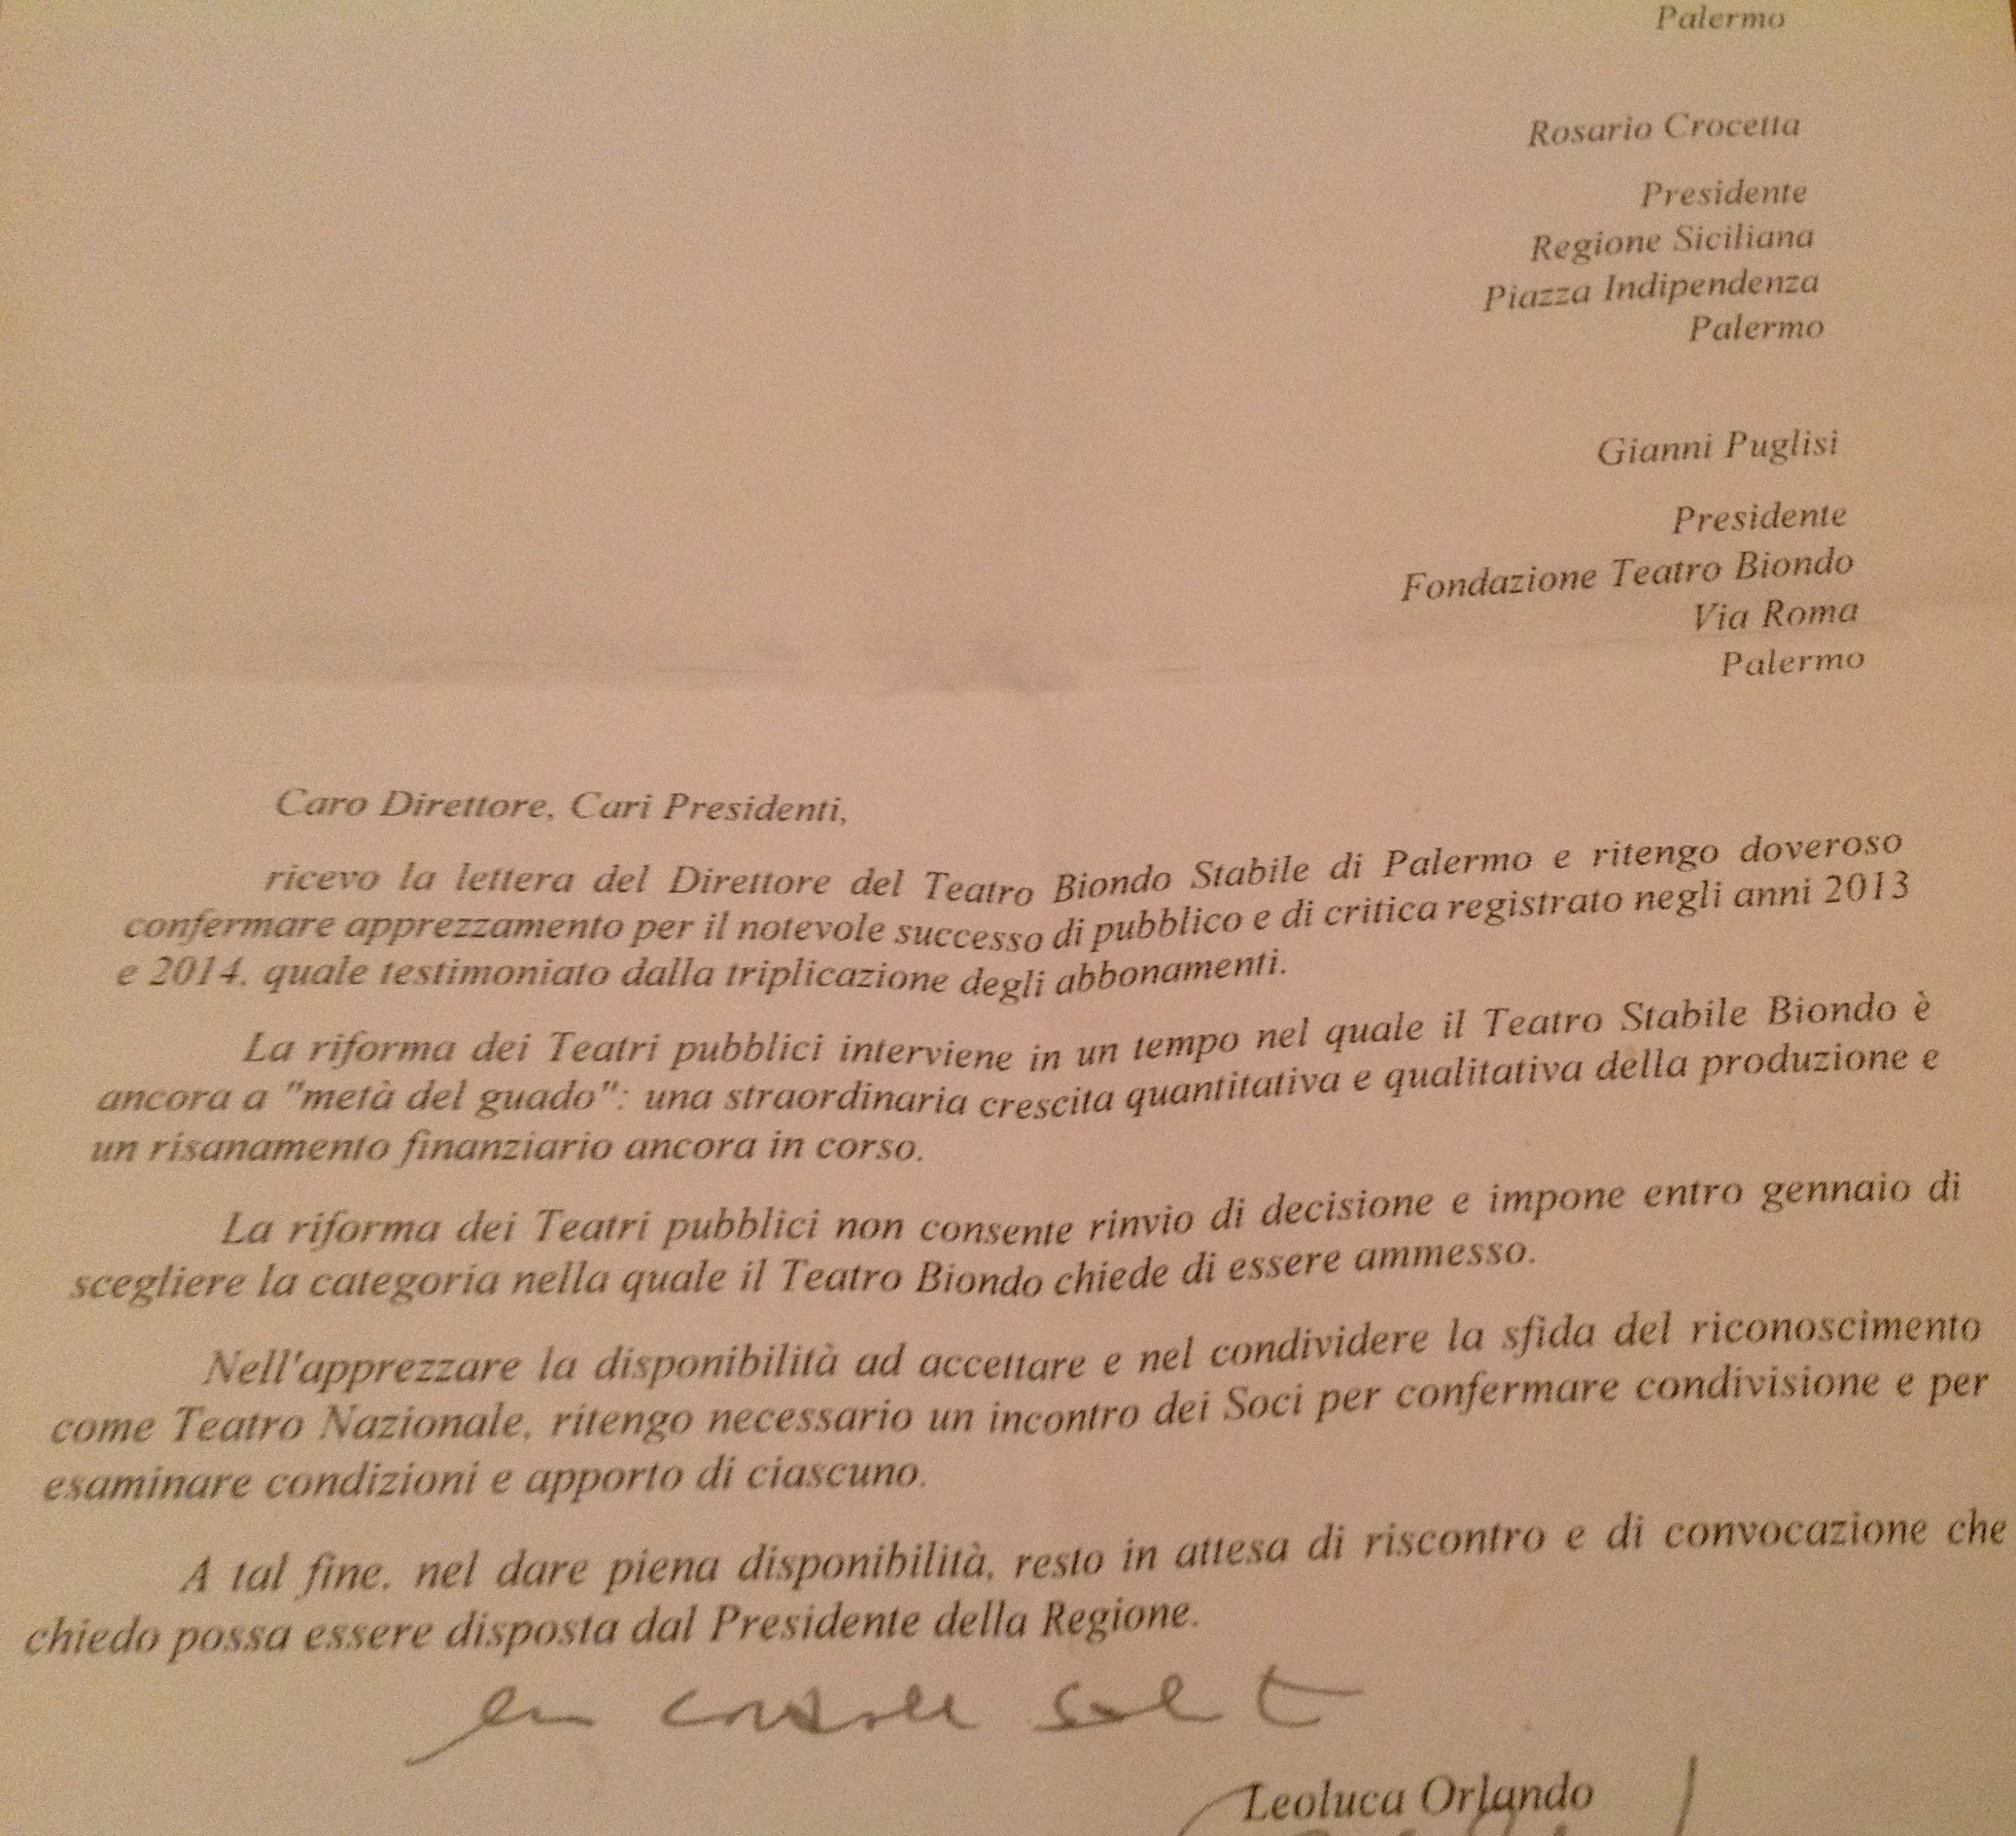 Palermo
Rosario Crocetta
Presidente
Regione Siciliana
Piazza Indipendenza
Palermo
Gianni Puglisi
Presidente
Fondazione Teatro Biondo
Via Roma
Palermo
Caro Direttore, Cari Presidenti,
ricevo la lettera del Direttore del Teatro Biondo Stabile di Palermo e ritengo doveroso
confermare apprezzamento per il notevole successo di pubblico e di critica registrato negli anni 2013
e 2014, quale testimoniato dalla triplicazione degli abbonamenti.
La riforma dei Teatri pubblici interviene in un tempo nel quale il Teatro Stabile Biondo è
ancora a "metà del guado": una straordinaria crescita quantitativa e qualitativa della produzione e
un risanamento finanziario ancora in corso.
La riforma dei Teatri pubblici non consente rinvio di decisione e impone entro gennaio di
scegliere la categoria nella quale il Teatro Biondo chiede di essere ammesso.
Nell'apprezzare la disponibilità ad accettare e nel condividere la sfida del riconoscimento
come Teatro Nazionale, ritengo necessario un incontro dei Soci per confermare condivisione e per
esaminare condizioni e apporto di ciascuno.
A tal fine, nel dare piena disponibilità, resto in attesa di riscontro e di convocazione che
chiedo possa essere disposta dal Presidente della Regione.
Leoluca Orlando